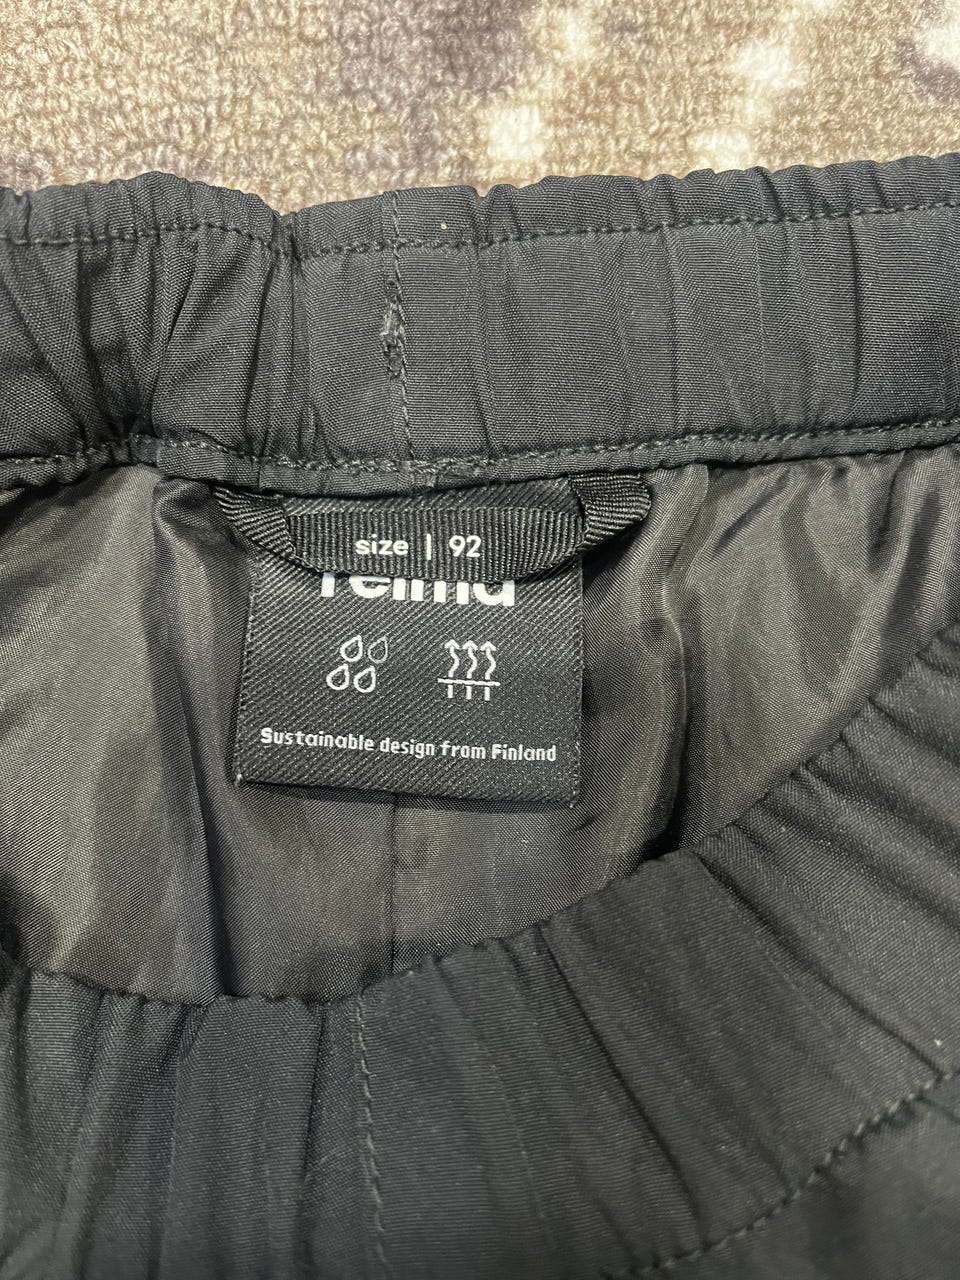 size | 92
reima
Sustainable design from Finland